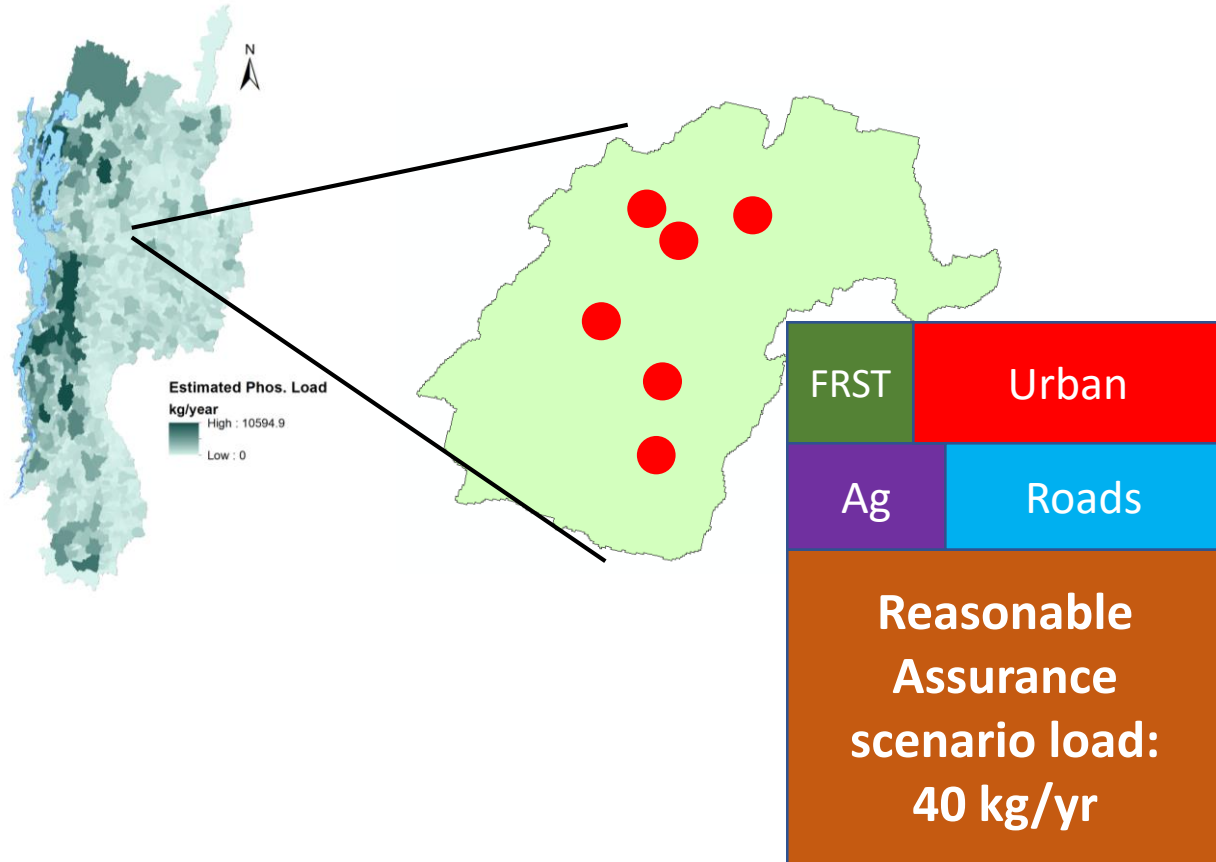 N
Estimated Phos. Load
kg/year
High : 10594.9
Low : 0
FRST
Urban
Ag
Roads
Reasonable
Assurance
scenario load:
40 kg/yr